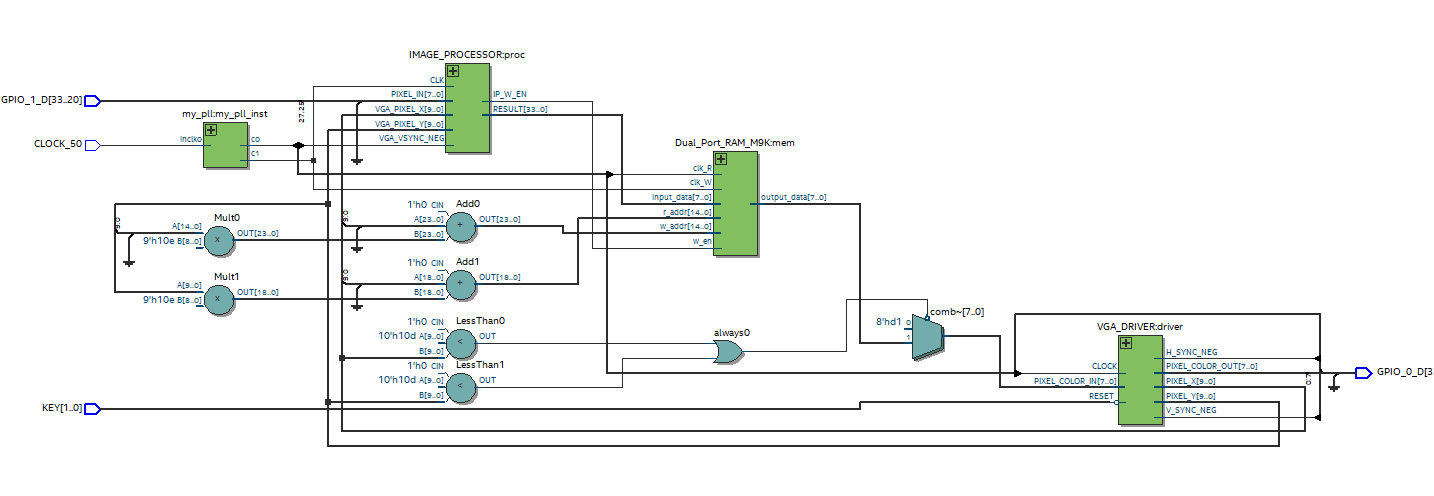 IMAGE_PROCESSOR:proc
CLK
PIXEL_IN[7..0]
VGA_PIXEL_X[9..0]
VGA_PIXEL_Y[9..0]
VGA_VSYNC_NEG
IP_W_EN
RESULT[33..0]
GPIO_1_D[33..20]
27,25
my_pll:my_pll_inst
CLOCK_50
inclk0
c0
c1
Dual_Port_RAM_M9K:mem
clk_R
clk_W
input_data[7..0]
r_addr[14..0]
w_addr[14..0]
w_en
output_data[7..0]
9:0
Mult0
A[14..0]
9'h10e B[8..0]
OUT[23..0]
Mult1
A[9..0]
9'h10e B[8..0]
OUT[18..0]
Add0
1'h0 CIN
9:0
A[23..0]
B[23..0]
OUT[23..0]
Add1
1'h0 CIN
9:0
A[18..0]
B[18..0]
OUT[18..0]
LessThan0
1'h0 CIN
10'h10d A[9..0]
B[9..0]
OUT
LessThan1
1'h0 CIN
10'h10d A[9..0]
B[9..0]
OUT
always0
comb~[7..0]
8'hd1 0
1
VGA_DRIVER:driver
CLOCK
PIXEL_COLOR_IN[7..0]
RESET
H_SYNC_NEG
PIXEL_COLOR_OUT[7..0]
PIXEL_X[9..0]
PIXEL_Y[9..0]
V_SYNC_NEG
0:7
GPIO_0_D[3
KEY[1..0]